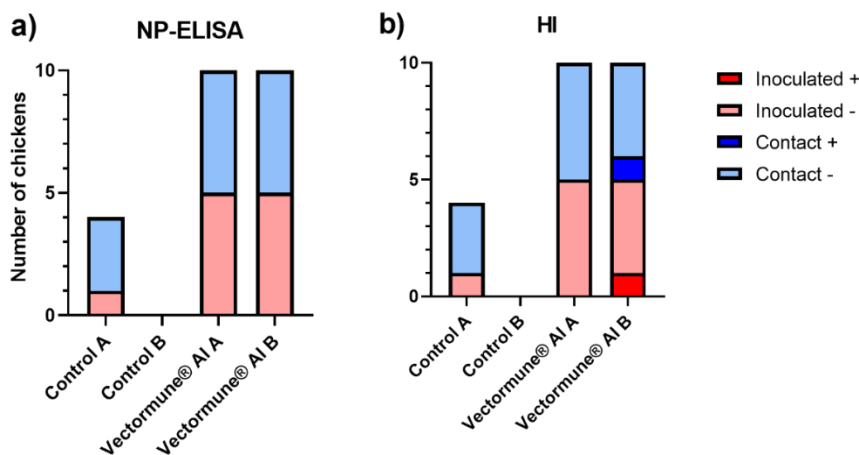 a)
NP-ELISA
Number of chickens
10
5
0
Control A
Control B
Vectormune® AI A
Vectormune® AI B
b)
HI
10
5
0
Control A
Control B
Vectormune® AI A
Vectormune® AI B
Inoculated +
Inoculated -
Contact +
Contact -